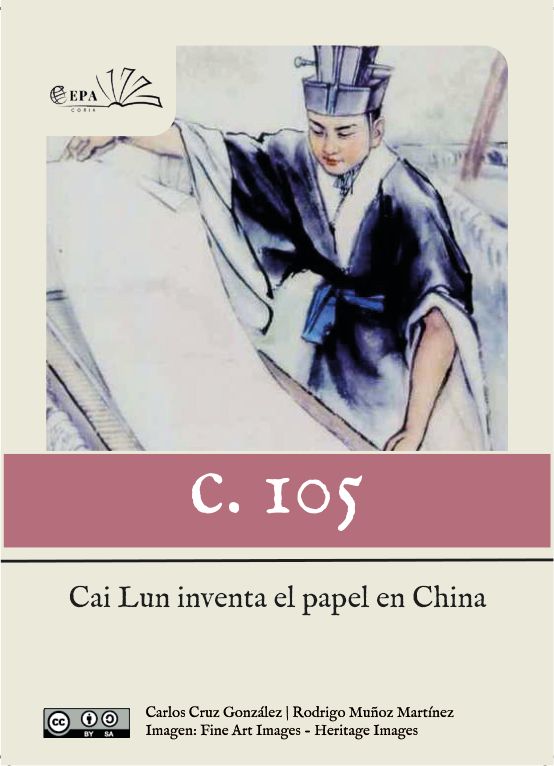 EPA
CORIA
C. 105
Cai Lun inventa el papel en China
Carlos Cruz González | Rodrigo Muñoz Martínez
Imagen: Fine Art Images - Heritage Images
cc
BY SA